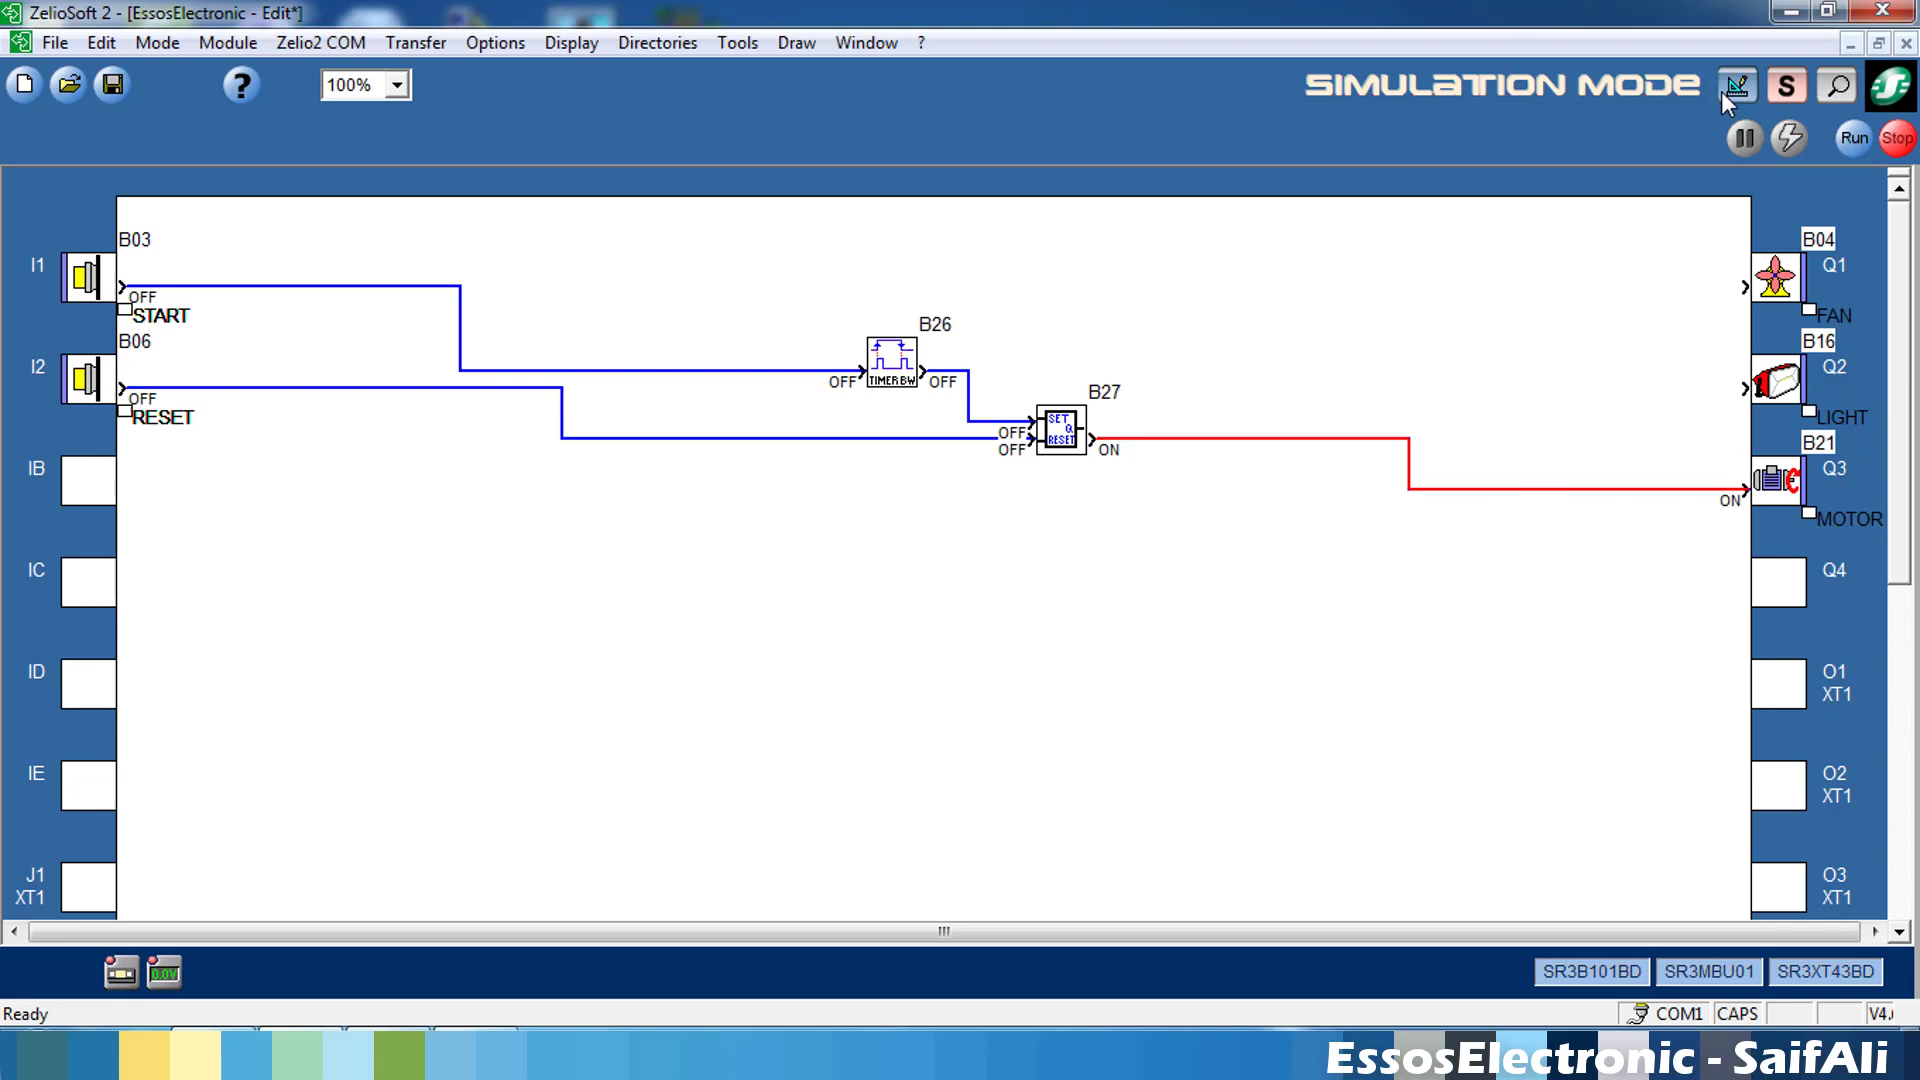 ZelioSoft 2 - [EssosElectronic - Edit*]
File Edit Mode Module Zelio2 COM Transfer Options Display Directories Tools Draw Window ?
? 100% SIMULATION MODE S
Run Stop
B03 B04
I1 Q1
OFF
START FAN
B26
B06 B16
I2 Q2
TIMER BW
OFF OFF
OFF
RESET LIGHT
B27
SET
Q
RESET
OFF
OFF ON
B21
IB Q3
ON
MOTOR
IC Q4
ID O1
XT1
IE O2
XT1
J1 O3
XT1 XT1
0.0V SR3B101BD SR3MBU01 SR3XT43BD
Ready COM1 CAPS
EssosElectronic - SaifAli